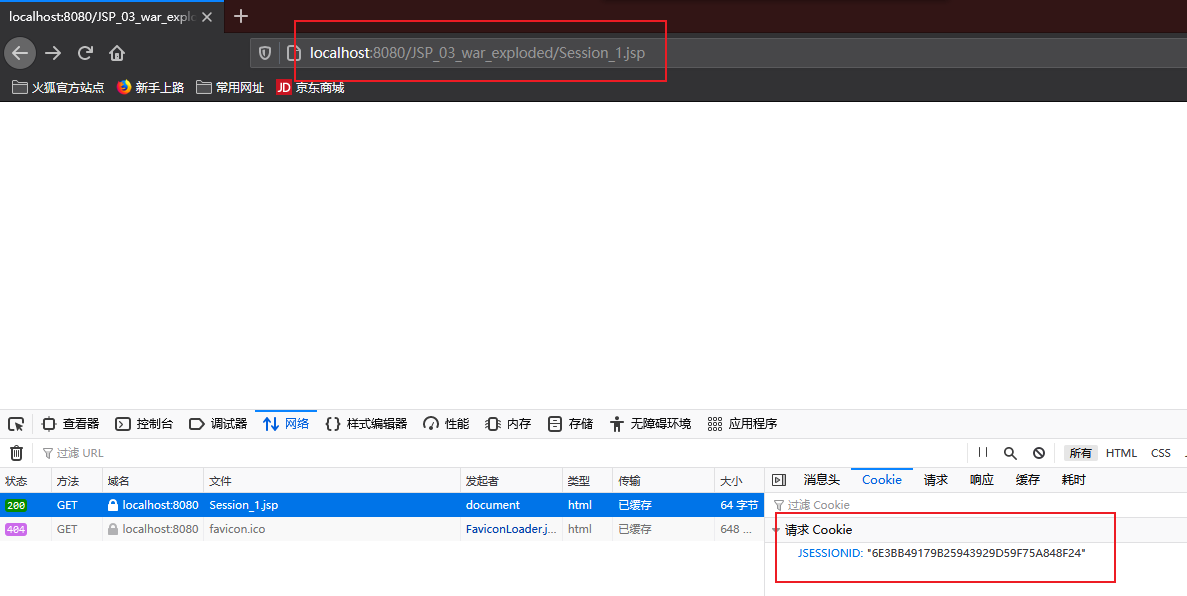 localhost:8080/JSP_03_war_explo
localhost:8080/JSP_03_war_exploded/Session_1.jsp
火狐官方站点 新手上路 常用网址 JD 京东商城
查看器 控制台 调试器 网络 样式编辑器 性能 内存 存储 无障碍环境 应用程序
过滤 URL 所有 HTML CSS
状态 方法 域名 文件 发起者 类型 传输 大小 消息头 Cookie 请求 响应 缓存 耗时
200 GET localhost:8080 Session_1.jsp document html 已缓存 64 字节 过滤 Cookie
404 GET localhost:8080 favicon.ico FaviconLoader.j... html 已缓存 648 ... 请求 Cookie
JSESSIONID: "6E3BB49179B25943929D59F75A848F24"